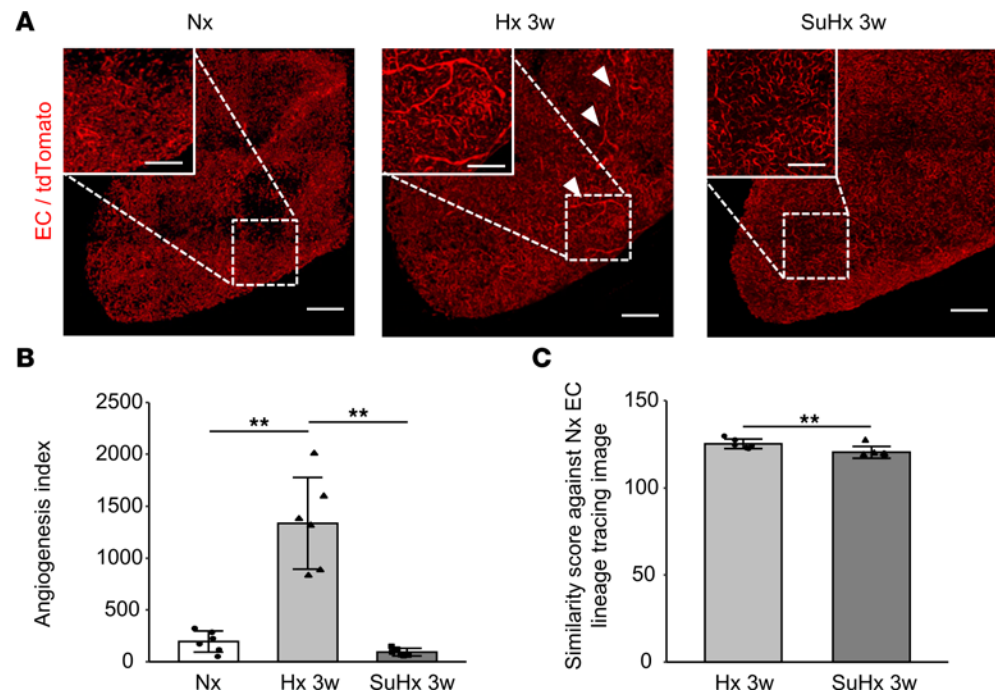 A
Nx
Hx 3w
SuHx 3w
EC / tdTomato
B
Angiogenesis index
2500
2000
1500
1000
500
0
**
**
Nx
Hx 3w
SuHx 3w
C
Similarity score against Nx EC
lineage tracing image
150
100
50
0
**
Hx 3w
SuHx 3w